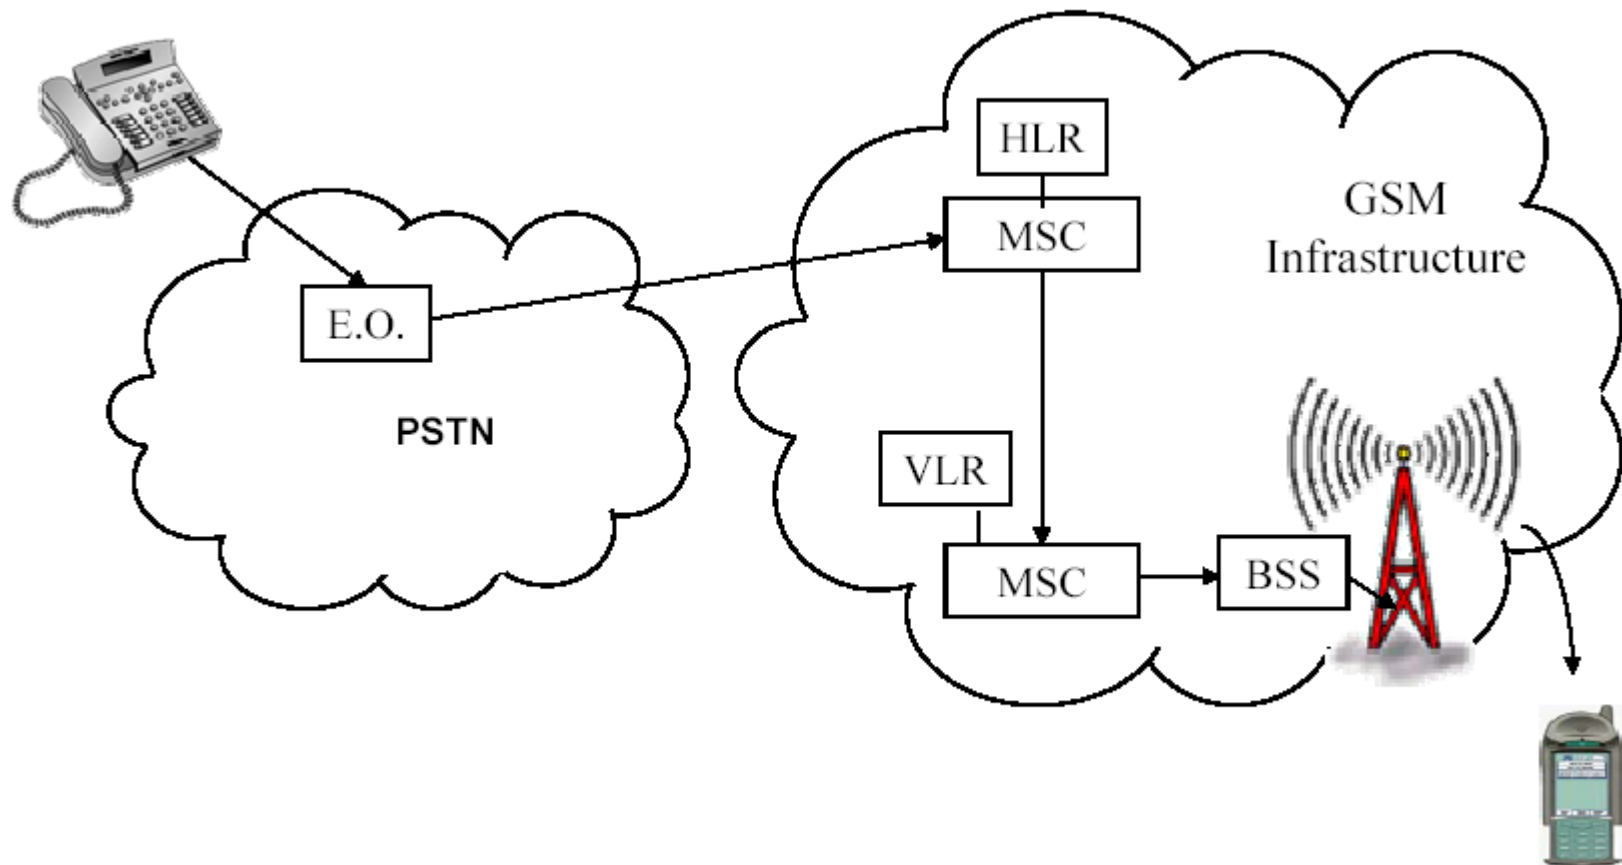 HLR
MSC
GSM
Infrastructure
E.O.
PSTN
VLR
MSC
BSS